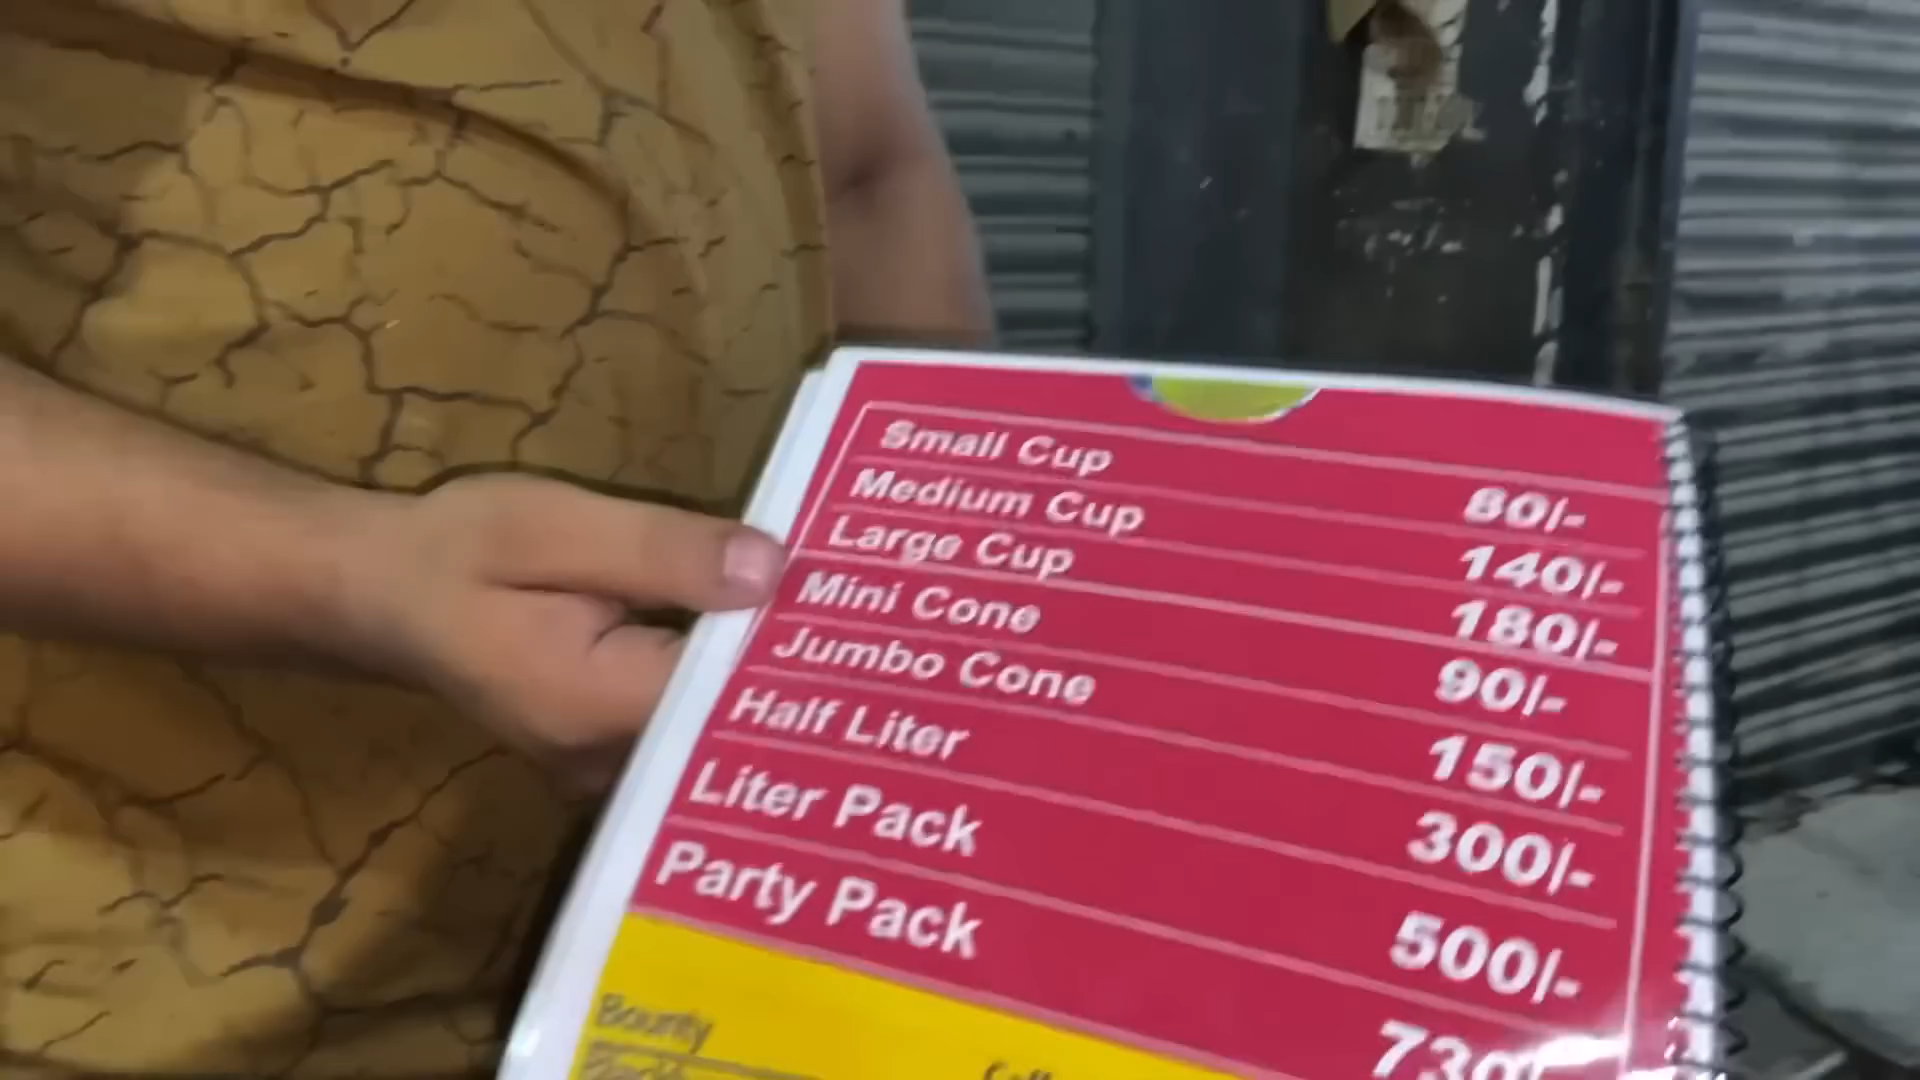 Small Cup 80/-
Medium Cup 140/-
Large Cup 180/-
Mini Cone 90/-
Jumbo Cone 150/-
Half Liter 300/-
Liter Pack 500/-
Party Pack
Bounty